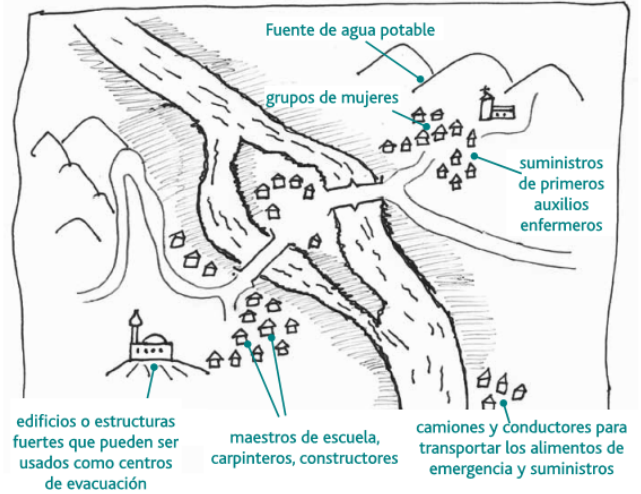 Fuente de agua potable
grupos de mujeres
suministros
de primeros
auxilios
enfermeros
edificios o estructuras
fuertes que pueden ser
usados como centros
de evacuación
maestros de escuela,
carpinteros, constructores
camiones y conductores para
transportar los alimentos de
emergencia y suministros